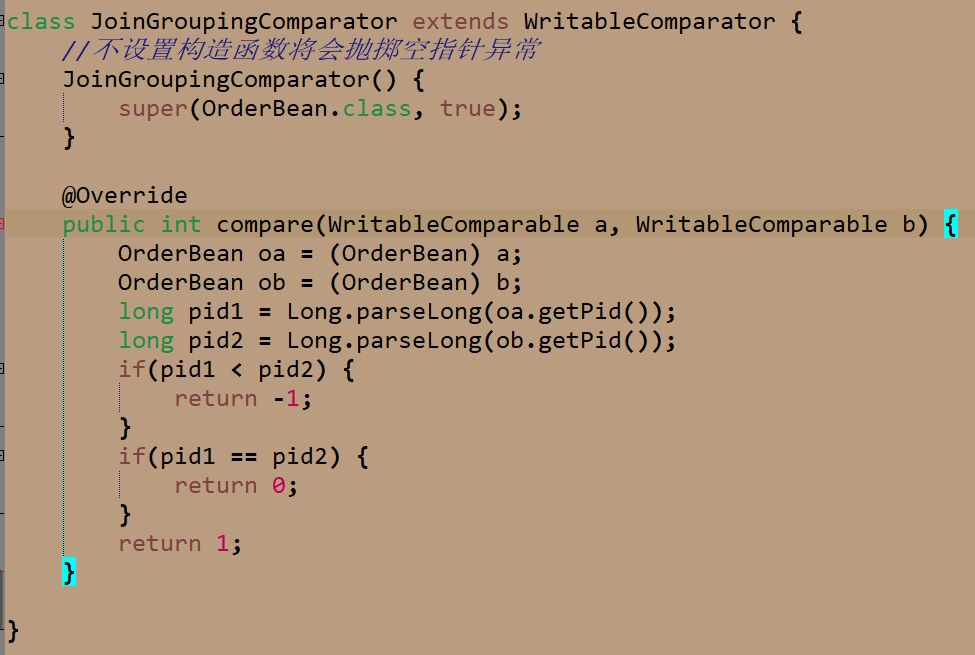 class JoinGroupingComparator extends WritableComparator {
    //不设置构造函数将会抛掷空指针异常
    JoinGroupingComparator() {
        super(OrderBean.class, true);
    }
    @Override
    public int compare(WritableComparable a, WritableComparable b) {
        OrderBean oa = (OrderBean) a;
        OrderBean ob = (OrderBean) b;
        long pid1 = Long.parseLong(oa.getPid());
        long pid2 = Long.parseLong(ob.getPid());
        if(pid1 < pid2) {
            return -1;
        }
        if(pid1 == pid2) {
            return 0;
        }
        return 1;
    }
}